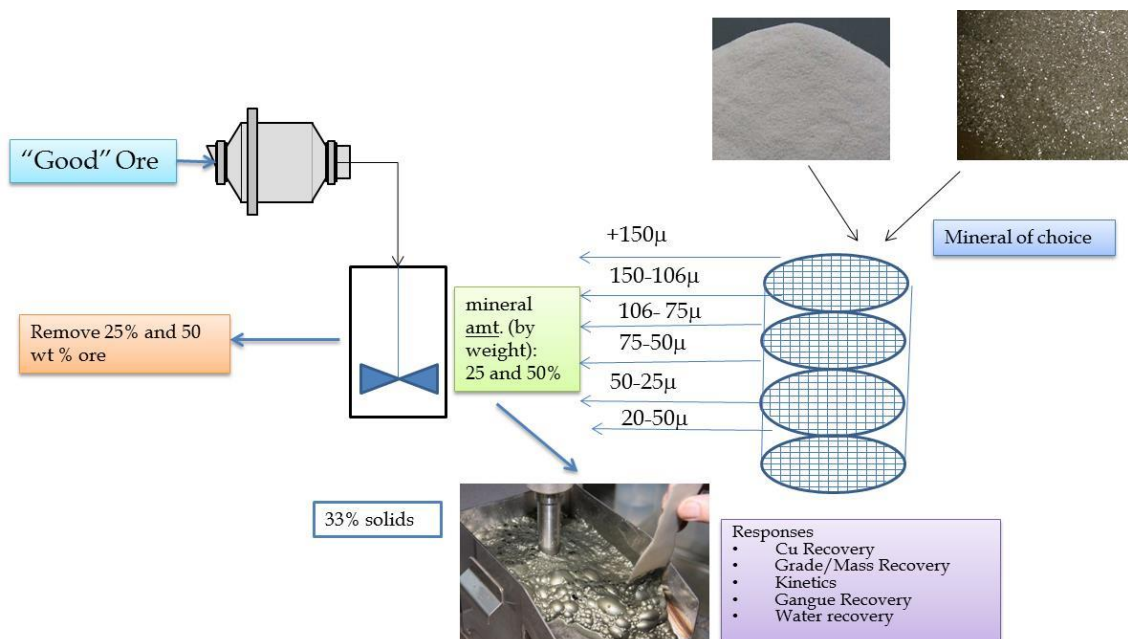 “Good” Ore
Remove 25% and 50
wt % ore
mineral
amt. (by
weight):
25 and 50%
+150µ
150-106µ
106- 75µ
75-50µ
50-25µ
20-50µ
Mineral of choice
33% solids
Responses
• Cu Recovery
• Grade/Mass Recovery
• Kinetics
• Gangue Recovery
• Water recovery